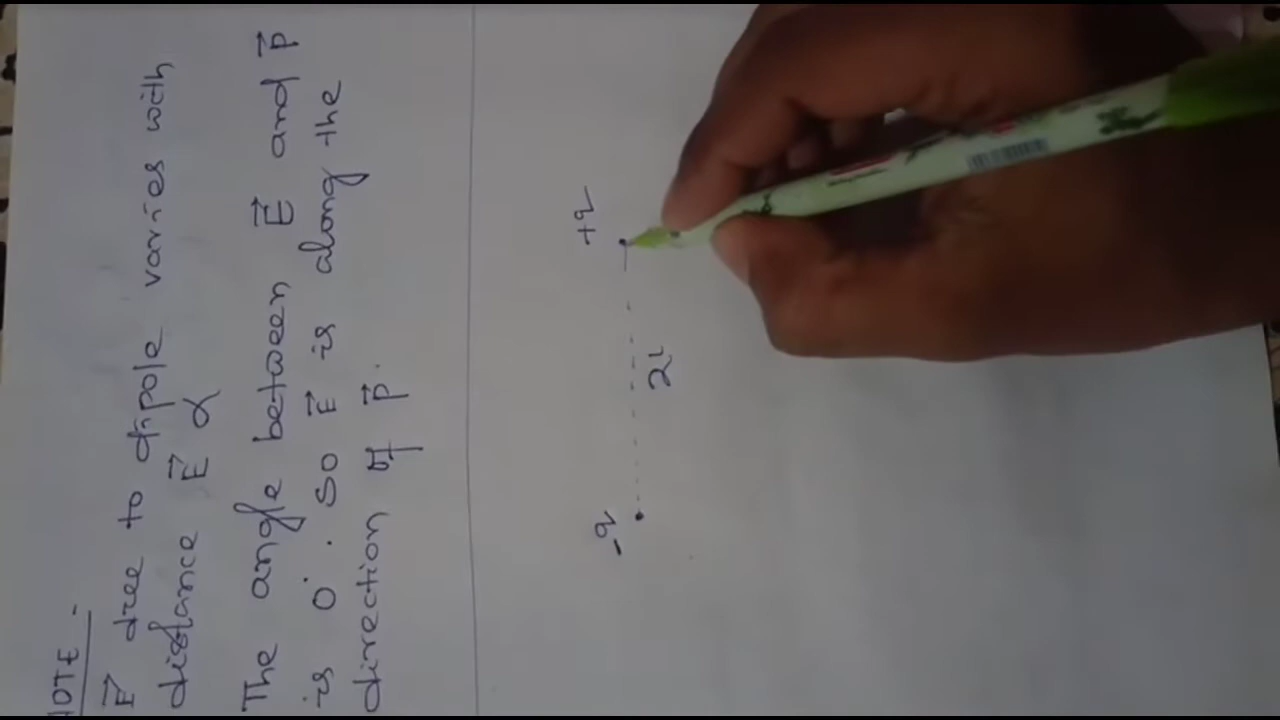 NOTE -
E⃗ dree to dipole varies with
distance E⃗ α
The angle between E⃗ and P⃗
is 0°. So E⃗ is along the
direction of P⃗.
-q 2l +q